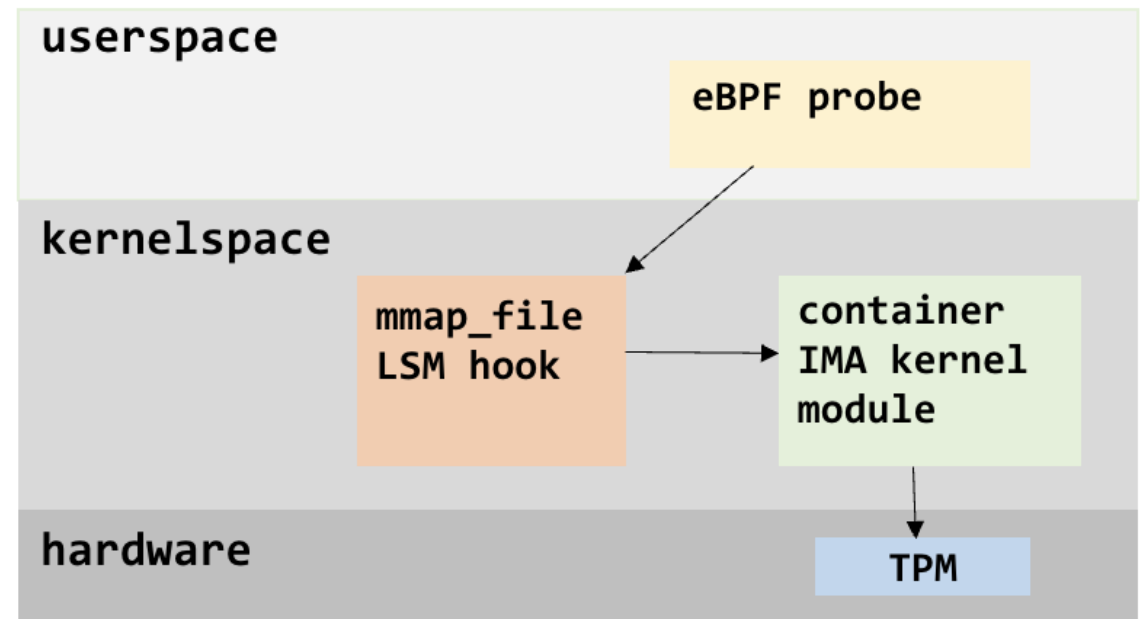 userspace
eBPF probe
kernelspace
mmap_file
LSM hook
container
IMA kernel
module
hardware
TPM